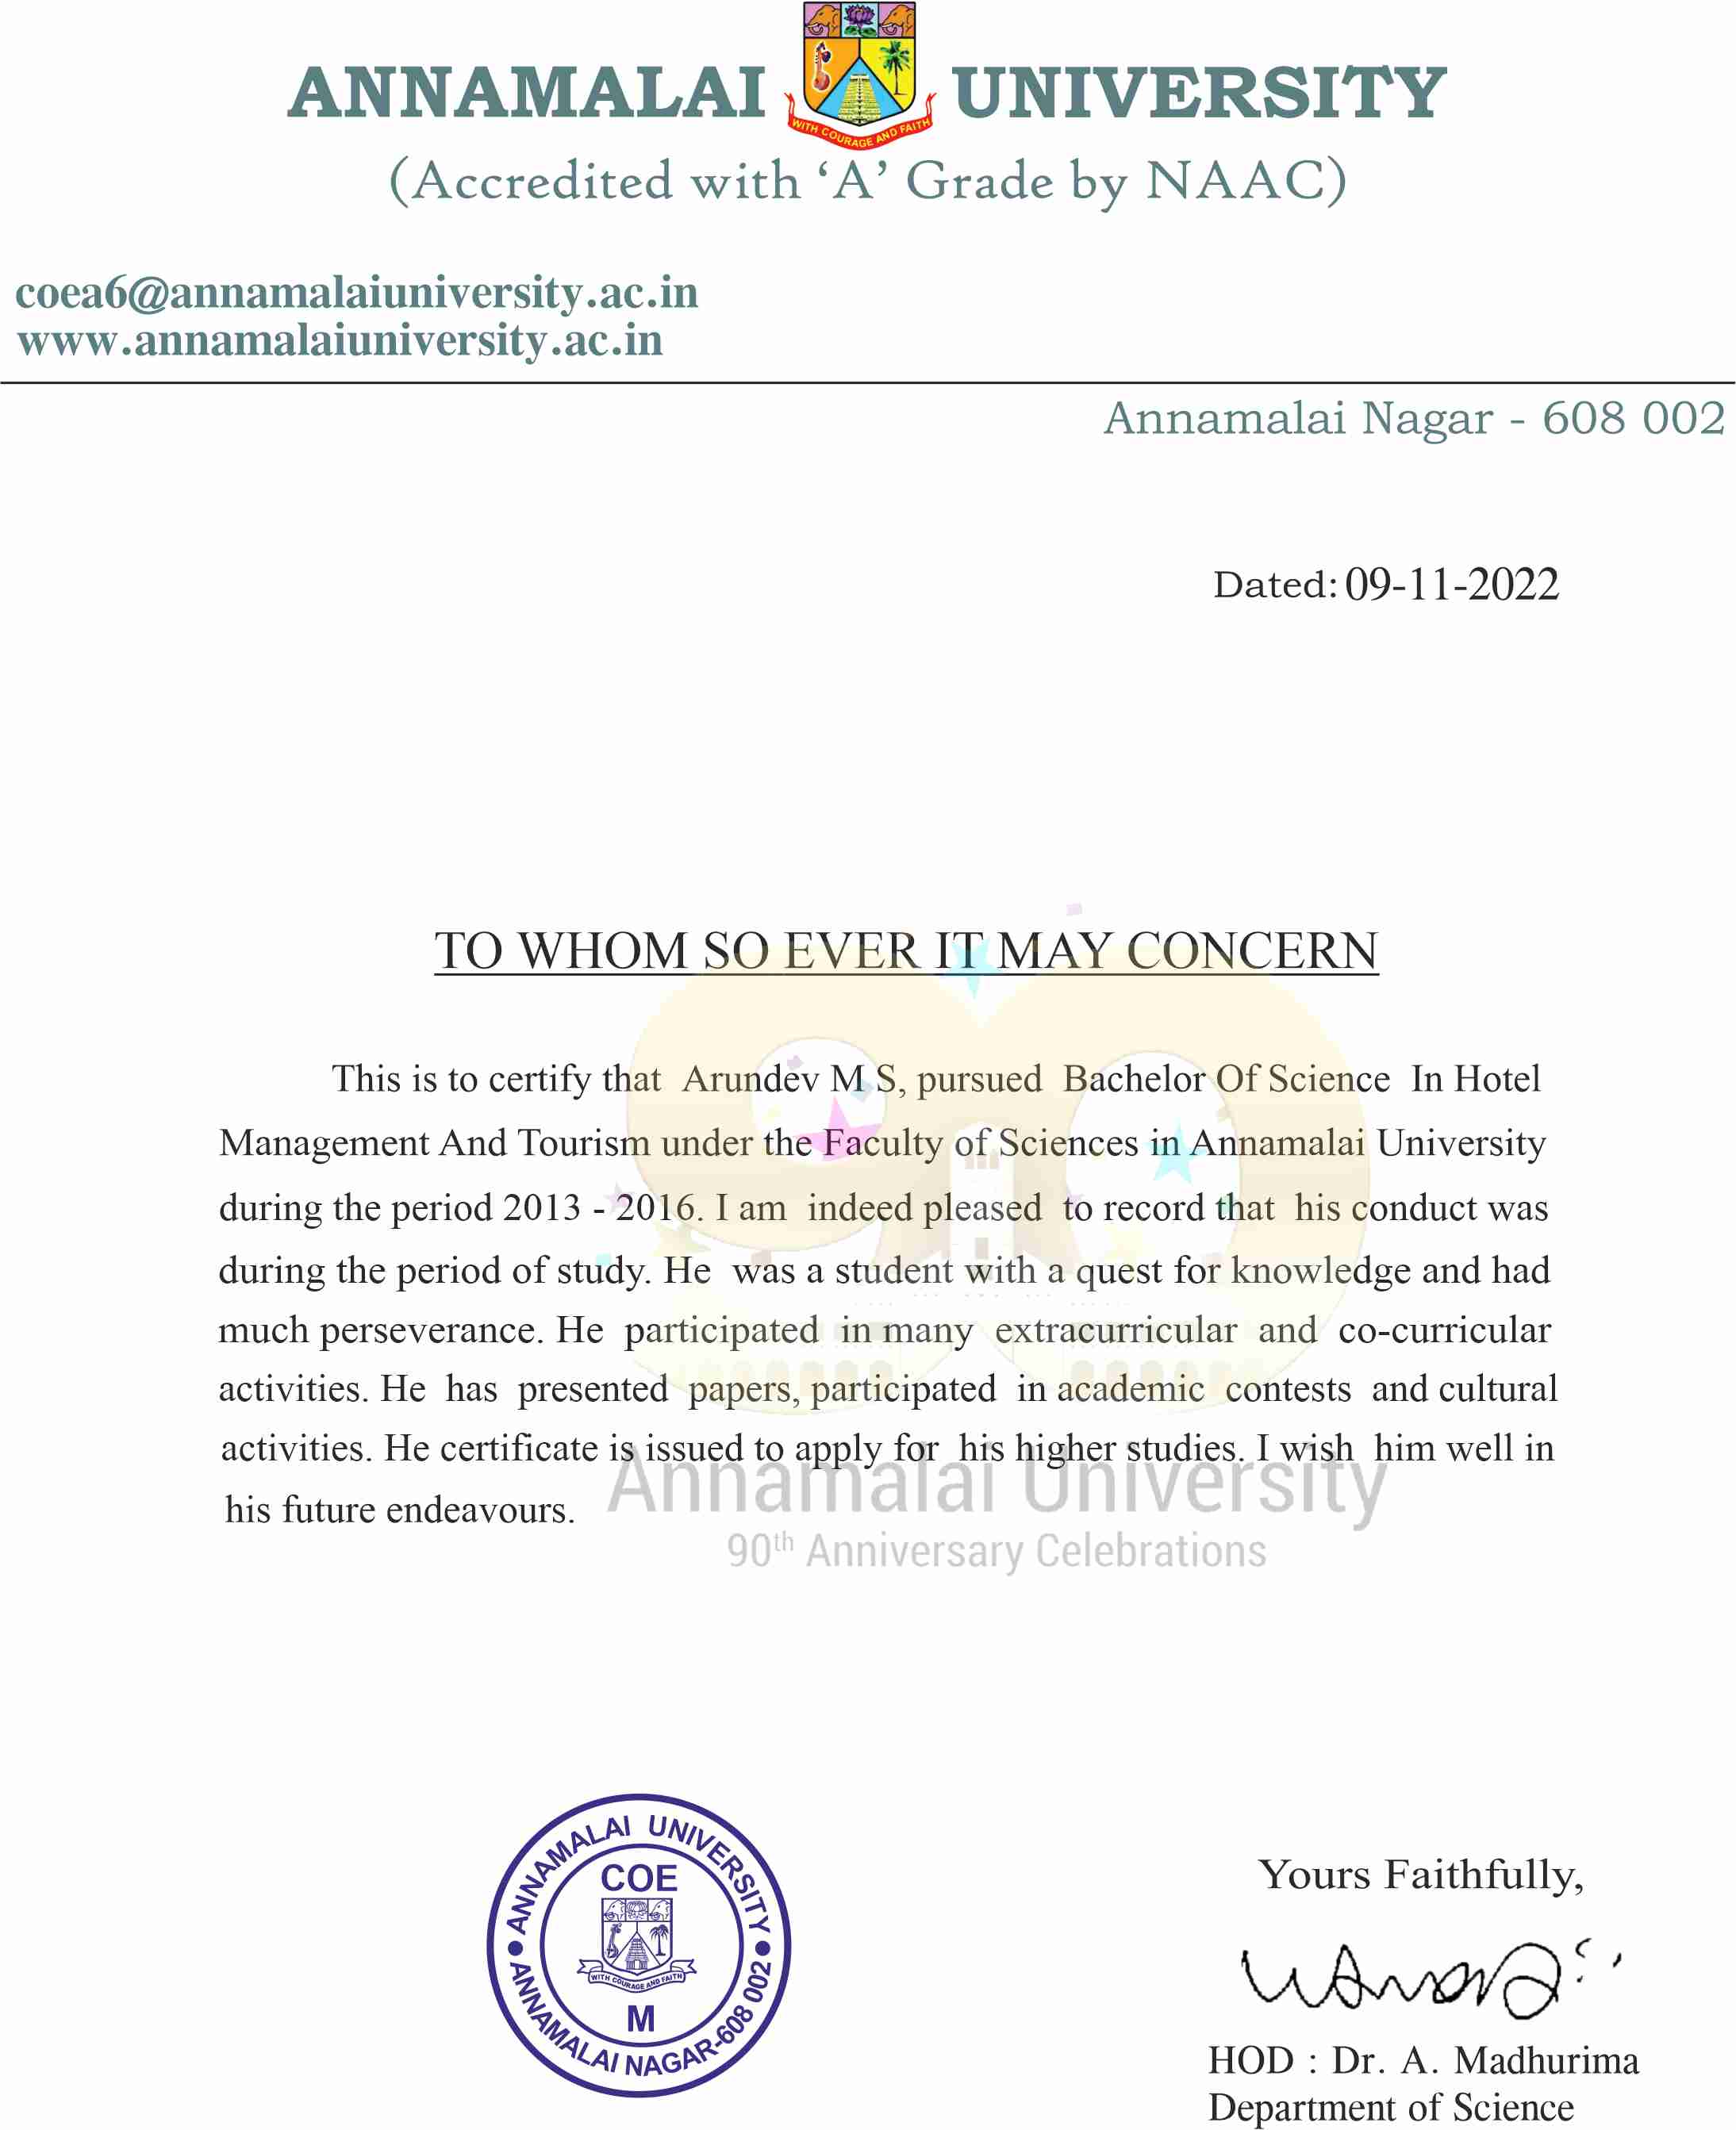 ANNAMALAI UNIVERSITY
WITH COURAGE AND FAITH
(Accredited with ‘A’ Grade by NAAC)
coea6@annamalaiuniversity.ac.in
www.annamalaiuniversity.ac.in
Annamalai Nagar - 608 002
Dated: 09-11-2022
TO WHOM SO EVER IT MAY CONCERN
This is to certify that Arundev M S, pursued Bachelor Of Science In Hotel
Management And Tourism under the Faculty of Sciences in Annamalai University
during the period 2013 - 2016. I am indeed pleased to record that his conduct was
during the period of study. He was a student with a quest for knowledge and had
much perseverance. He participated in many extracurricular and co-curricular
activities. He has presented papers, participated in academic contests and cultural
activities. He certificate is issued to apply for his higher studies. I wish him well in
his future endeavours.
90
Annamalai University
90th Anniversary Celebrations
ANNAMALAI UNIVERSITY
COE
WITH COURAGE AND FAITH
M
ANNAMALAI NAGAR-608 002
Yours Faithfully,
HOD : Dr. A. Madhurima
Department of Science